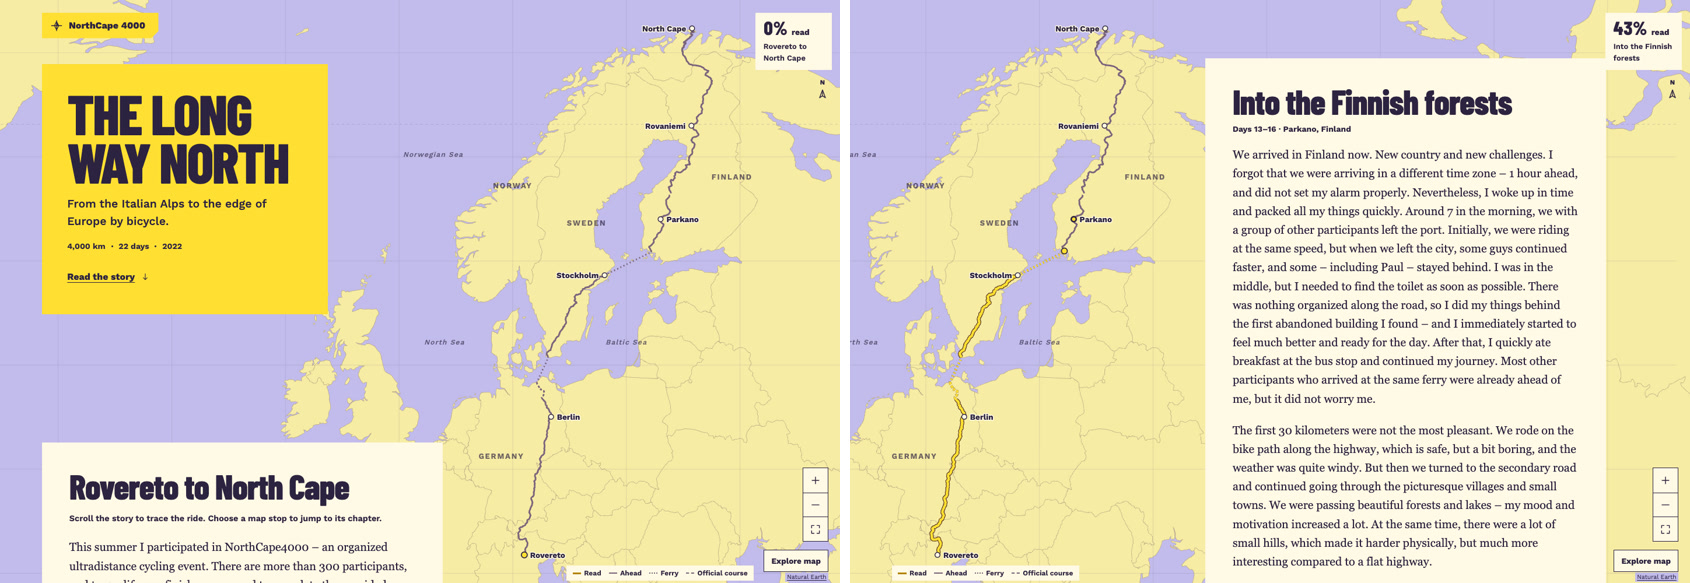 NorthCape 4000
THE LONG
WAY NORTH
From the Italian Alps to the edge of
Europe by bicycle.
4,000 km · 22 days · 2022
Read the story ↓
Rovereto to North Cape
Scroll the story to trace the ride. Choose a map stop to jump to its chapter.
This summer I participated in NorthCape4000 – an organized
ultradistance cycling event. There are more than 300 participants,
North Cape
Rovaniemi
Norwegian Sea
NORWAY
FINLAND
SWEDEN
Parkano
Stockholm
North Sea
Baltic Sea
Berlin
GERMANY
Rovereto
0% read
Rovereto to
North Cape
N
+
−
Explore map
Read
Ahead
Ferry
Official course
Natural Earth
North Cape
Rovaniemi
an Sea
NORWAY
FINLAND
SWEDEN
Parkano
Stockholm
rth Sea
Baltic Sea
Berlin
GERMANY
Rovereto
43% read
Into the Finnish
forests
N
Into the Finnish forests
Days 13–16 · Parkano, Finland
We arrived in Finland now. New country and new challenges. I
forgot that we were arriving in a different time zone – 1 hour ahead,
and did not set my alarm properly. Nevertheless, I woke up in time
and packed all my things quickly. Around 7 in the morning, we with
a group of other participants left the port. Initially, we were riding
at the same speed, but when we left the city, some guys continued
faster, and some – including Paul – stayed behind. I was in the
middle, but I needed to find the toilet as soon as possible. There
was nothing organized along the road, so I did my things behind
the first abandoned building I found – and I immediately started to
feel much better and ready for the day. After that, I quickly ate
breakfast at the bus stop and continued my journey. Most other
participants who arrived at the same ferry were already ahead of
me, but it did not worry me.
The first 30 kilometers were not the most pleasant. We rode on the
bike path along the highway, which is safe, but a bit boring, and the
weather was quite windy. But then we turned to the secondary road
and continued going through the picturesque villages and small
towns. We were passing beautiful forests and lakes – my mood and
motivation increased a lot. At the same time, there were a lot of
small hills, which made it harder physically, but much more
interesting compared to a flat highway.
+
−
Explore map
Read
Ahead
Ferry
Official course
Natural Earth